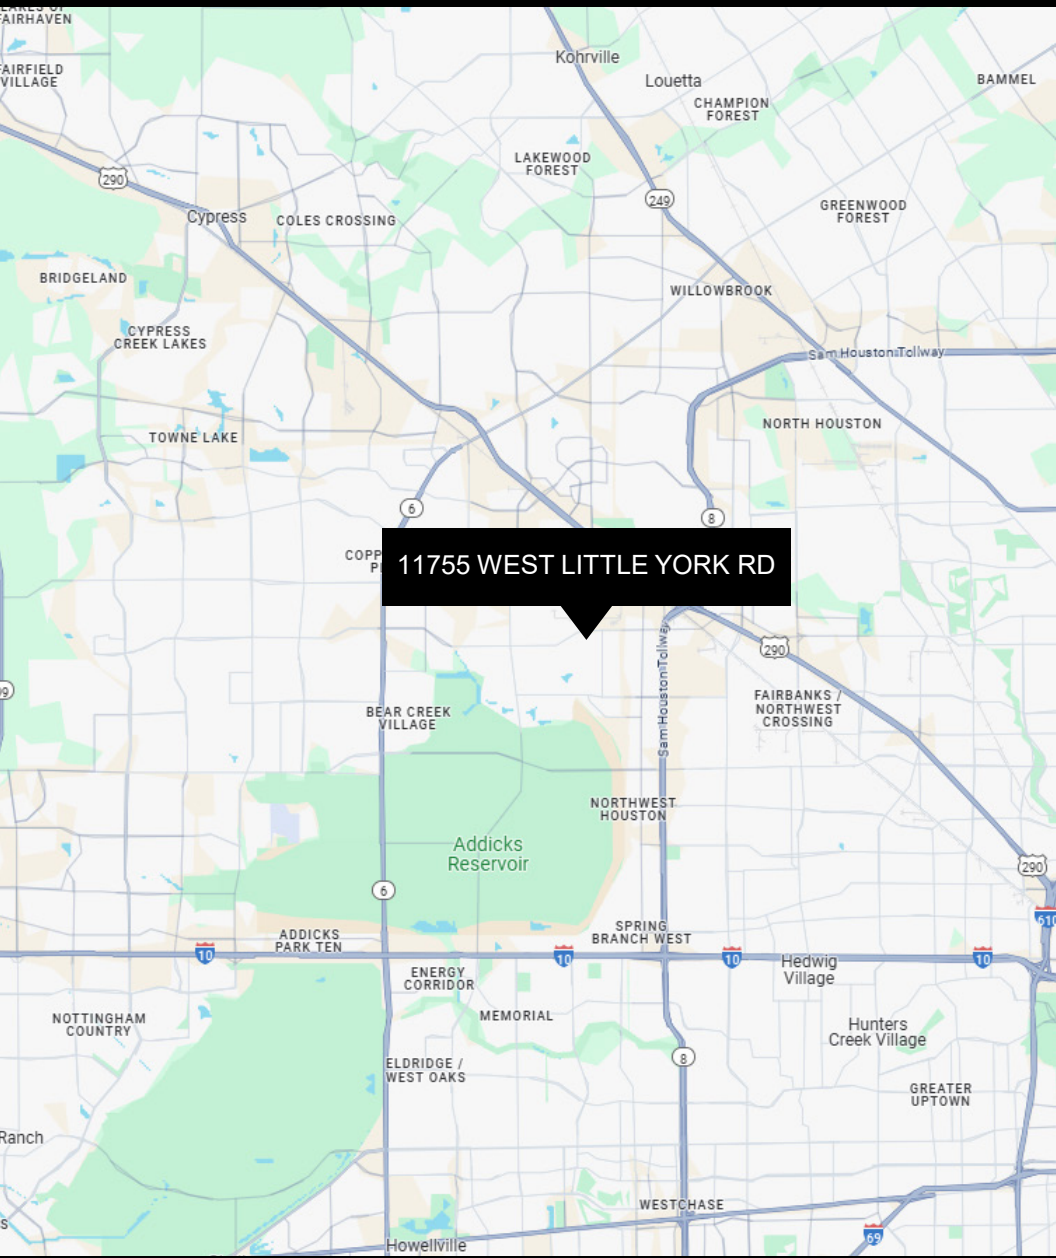 LAKES OF
FAIRHAVEN
Kohrville
FAIRFIELD
VILLAGE
Louetta
BAMMEL
CHAMPION
FOREST
LAKEWOOD
FOREST
290
249
Cypress
COLES CROSSING
GREENWOOD
FOREST
BRIDGELAND
WILLOWBROOK
CYPRESS
CREEK LAKES
Sam Houston Tollway
TOWNE LAKE
NORTH HOUSTON
6
8
COPP
P
11755 WEST LITTLE YORK RD
Sam Houston Tollway
290
BEAR CREEK
VILLAGE
FAIRBANKS /
NORTHWEST
CROSSING
NORTHWEST
HOUSTON
Addicks
Reservoir
290
6
610
ADDICKS
PARK TEN
SPRING
BRANCH WEST
10
10
10
10
Hedwig
Village
ENERGY
CORRIDOR
NOTTINGHAM
COUNTRY
MEMORIAL
Hunters
Creek Village
8
ELDRIDGE /
WEST OAKS
GREATER
UPTOWN
Ranch
WESTCHASE
s
69
Howellville